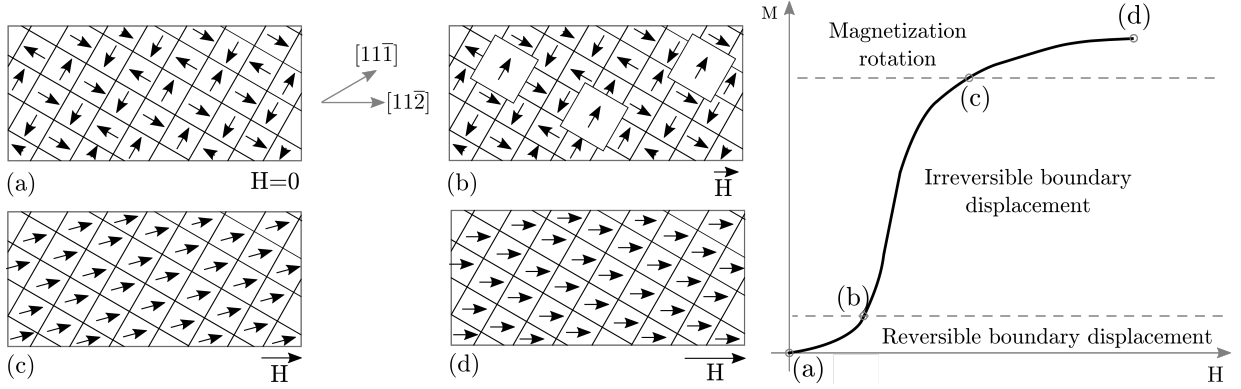 [111̅]
[112̅]
(a)
H=0
(b)
H
(c)
H
(d)
H
M
(d)
Magnetization
rotation
(c)
Irreversible boundary
displacement
(b)
Reversible boundary displacement
(a)
H